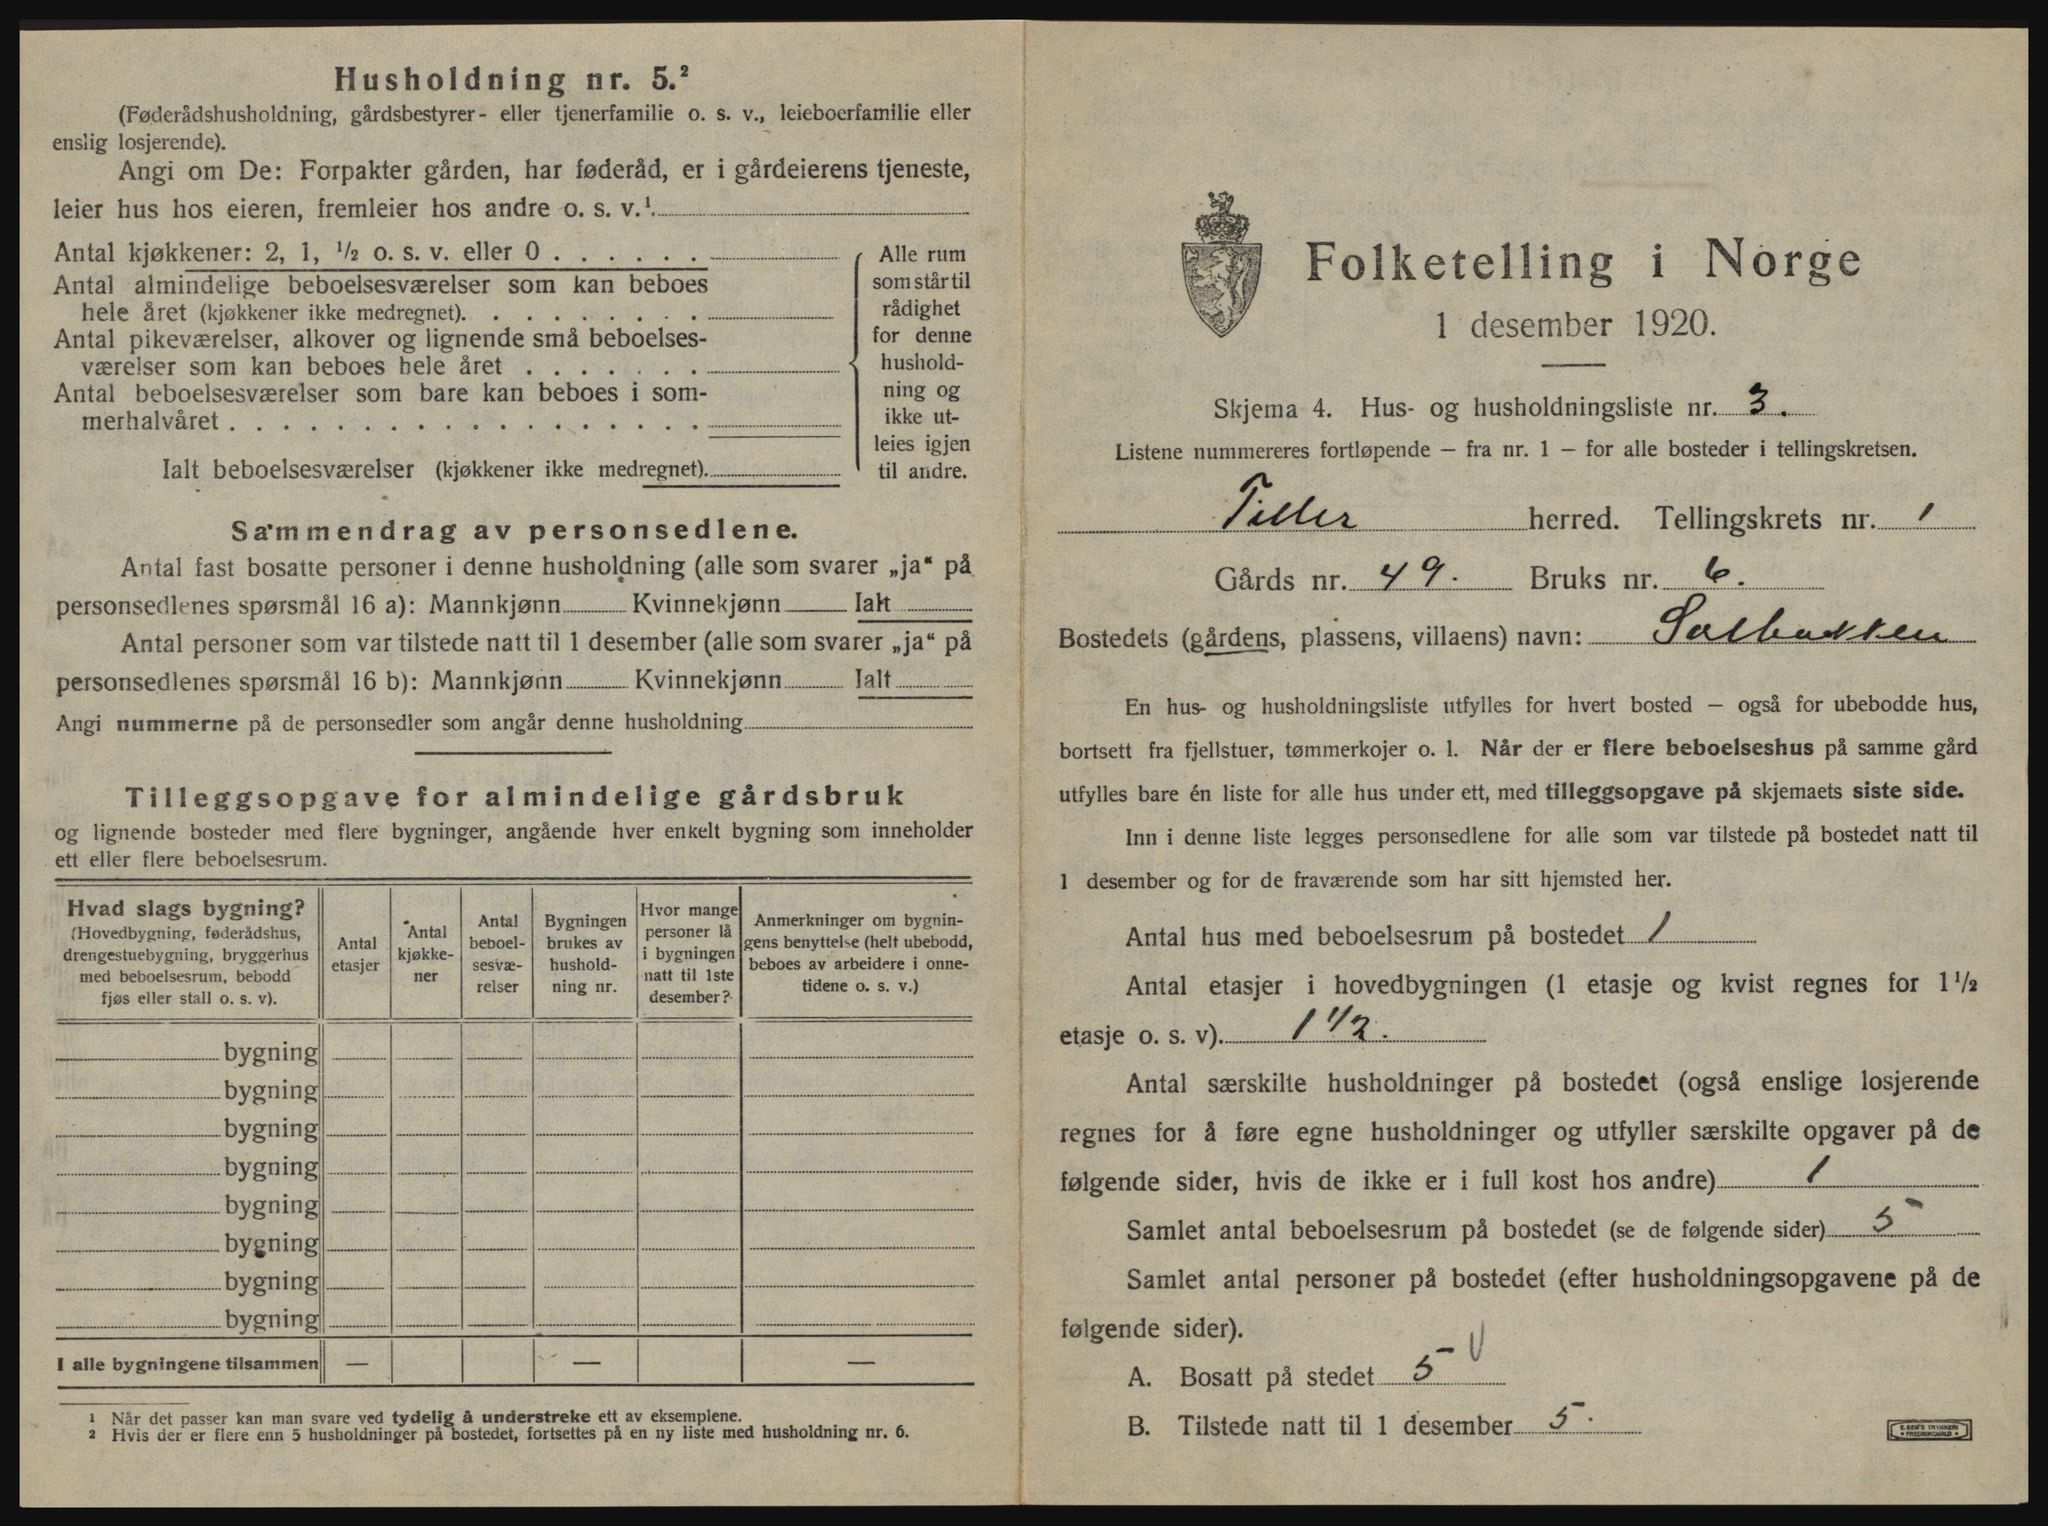 Husholdning nr. 5.²
(Føderådshusholdning, gårdsbestyrer- eller tjenerfamilie o. s. v., leieboerfamilie eller
enslig losjerende).
Angi om De: Forpakter gården, har føderåd, er i gårdeierens tjeneste,
leier hus hos eieren, fremleier hos andre o. s. v.¹.
Antal kjøkkener: 2, 1, ½ o. s. v. eller 0 . . . . . .
Antal almindelige beboelsesværelser som kan beboes
hele året (kjøkkener ikke medregnet). . . . . . . . .
Antal pikeværelser, alkover og lignende små beboelses-
værelser som kan beboes hele året . . . . . . .
Antal beboelsesværelser som bare kan beboes i som-
merhalvåret . . . . . . . . . . . . . . . . . .
Ialt beboelsesværelser (kjøkkener ikke medregnet).
Alle rum
som står til
rådighet
for denne
hushold-
ning og
ikke ut-
leies igjen
til andre.
Sammendrag av personsedlene.
Antal fast bosatte personer i denne husholdning (alle som svarer „ja“ på
personsedlenes spørsmål 16 a): Mannkjønn Kvinnekjønn Ialt
Antal personer som var tilstede natt til 1 desember (alle som svarer „ja“ på
personsedlenes spørsmål 16 b): Mannkjønn Kvinnekjønn Ialt
Angi nummerne på de personsedler som angår denne husholdning
Tilleggsopgave for almindelige gårdsbruk
og lignende bosteder med flere bygninger, angående hver enkelt bygning som inneholder
ett eller flere beboelsesrum.
Hvad slags bygning?
(Hovedbygning, føderådshus,
drengestuebygning, bryggerhus
med beboelsesrum, bebodd
fjøs eller stall o. s. v).
Antal
etasjer
Antal
kjøkke-
ner
Antal
beboel-
sesvæ-
relser
Bygningen
brukes av
hushold-
ning nr.
Hvor mange
personer lå
i bygningen
natt til 1ste
desember?
Anmerkninger om bygnin-
gens benyttelse (helt ubebodd,
beboes av arbeidere i onne-
tidene o. s. v.)
bygning
bygning
bygning
bygning
bygning
bygning
bygning
bygning
I alle bygningene tilsammen — — —
¹ Når det passer kan man svare ved tydelig å understreke ett av eksemplene.
² Hvis der er flere enn 5 husholdninger på bostedet, fortsettes på en ny liste med husholdning nr. 6.
Folketelling i Norge
1 desember 1920.
Skjema 4. Hus- og husholdningsliste nr. 3.
Listene nummereres fortløpende – fra nr. 1 – for alle bosteder i tellingskretsen.
Tiller herred. Tellingskrets nr. 1
Gårds nr. 49. Bruks nr. 6.
Bostedets (gårdens, plassens, villaens) navn: Solbakken
En hus- og husholdningsliste utfylles for hvert bosted – også for ubebodde hus,
bortsett fra fjellstuer, tømmerkojer o. l. Når der er flere beboelseshus på samme gård
utfylles bare én liste for alle hus under ett, med tilleggsopgave på skjemaets siste side.
Inn i denne liste legges personsedlene for alle som var tilstede på bostedet natt til
1 desember og for de fraværende som har sitt hjemsted her.
Antal hus med beboelsesrum på bostedet 1
Antal etasjer i hovedbygningen (1 etasje og kvist regnes for 1½
etasje o. s. v). 1 1/2.
Antal særskilte husholdninger på bostedet (også enslige losjerende
regnes for å føre egne husholdninger og utfyller særskilte opgaver på de
følgende sider, hvis de ikke er i full kost hos andre) 1
Samlet antal beboelsesrum på bostedet (se de følgende sider) 5
Samlet antal personer på bostedet (efter husholdningsopgavene på de
følgende sider).
A. Bosatt på stedet 5
B. Tilstede natt til 1 desember 5.